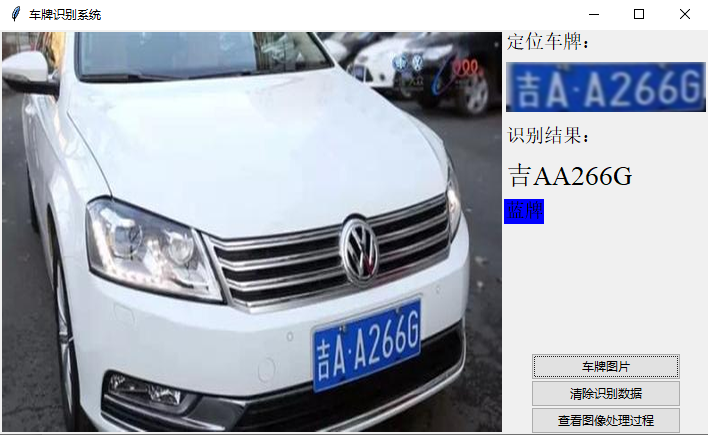 车牌识别系统
定位车牌：
吉A·A266G
识别结果：
吉AA266G
蓝牌
吉A·A266G
车牌图片
清除识别数据
查看图像处理过程